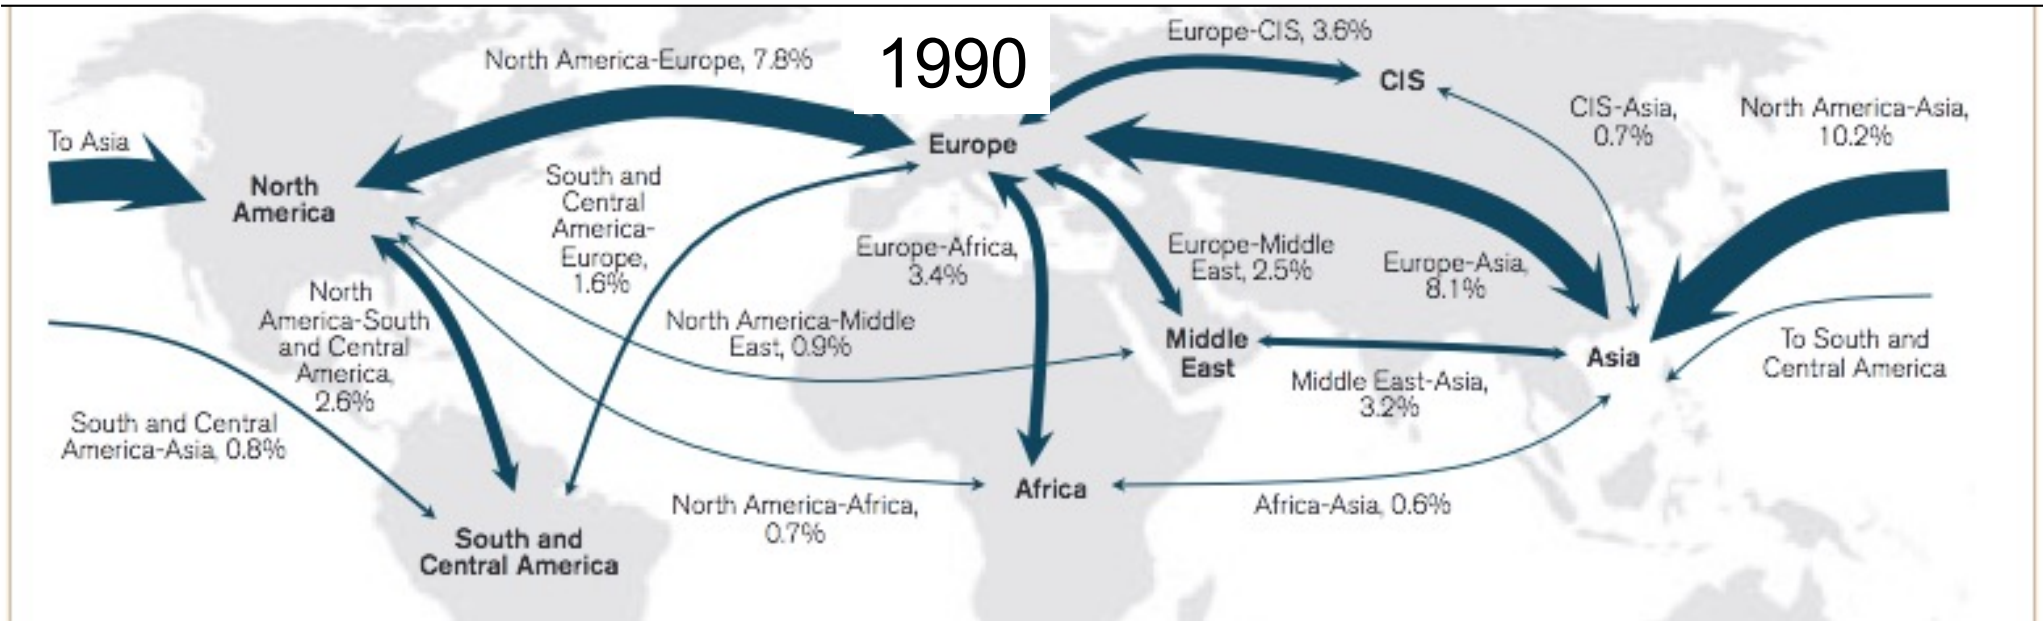 1990
Europe-CIS, 3.6%
North America-Europe, 7.8%
CIS
CIS-Asia,
0.7%
North America-Asia,
10.2%
To Asia
Europe
North
America
South and
Central
America-
Europe,
1.6%
Europe-Africa,
3.4%
Europe-Middle
East, 2.5%
Europe-Asia,
8.1%
North
America-South
and Central
America,
2.6%
North America-Middle
East, 0.9%
Middle
East
Asia
To South and
Central America
Middle East-Asia,
3.2%
South and Central
America-Asia, 0.8%
North America-Africa,
0.7%
Africa
Africa-Asia, 0.6%
South and
Central America